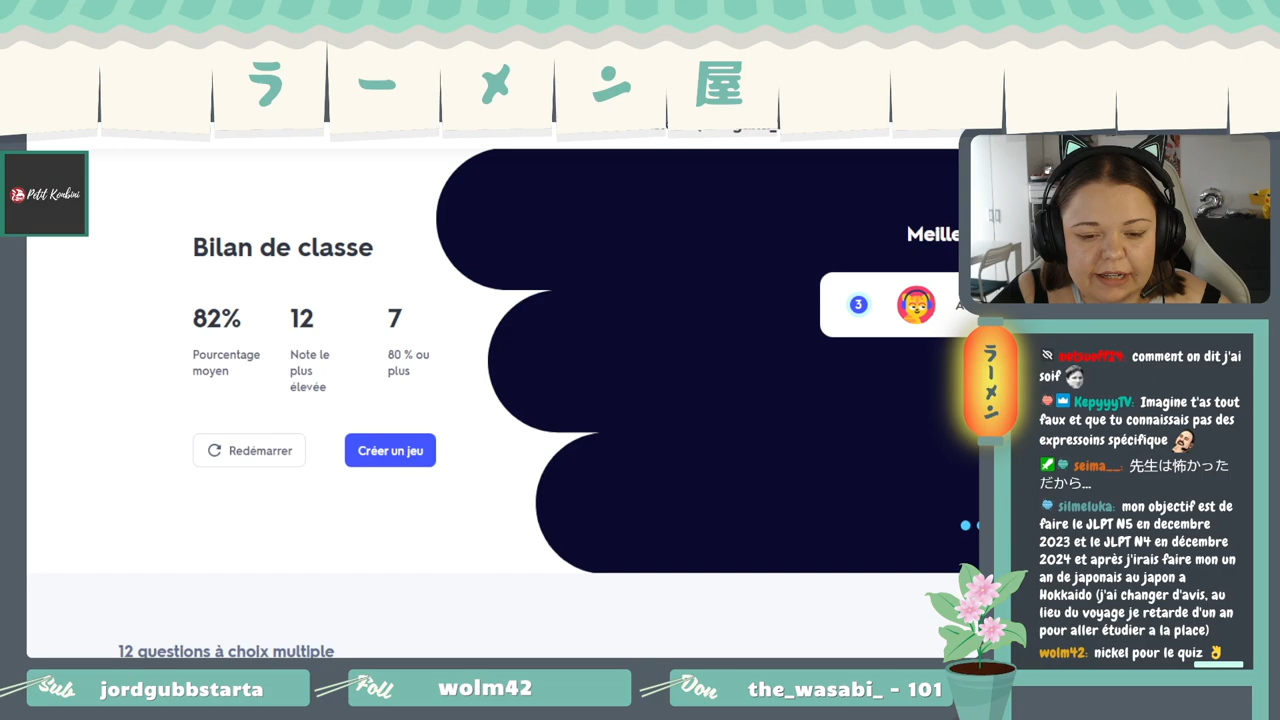 ラーメン屋
Petit Konbini
Bilan de classe
82%
12
7
Pourcentage
moyen
Note le
plus
élevée
80 % ou
plus
Redémarrer
Créer un jeu
Meille
3
12 questions à choix multiple
ラーメン
comment on dit j'ai
soif
KepyyyTV: Imagine t'as tout
faux et que tu connaissais pas des
expressoins spécifique
seima__: 先生は怖かった
だから...
silmeluka: mon objectif est de
faire le JLPT N5 en decembre
2023 et le JLPT N4 en décembre
2024 et après j'irais faire mon un
an de japonais au japon a
Hokkaido (j'ai changer d'avis, au
lieu du voyage je retarde d'un an
pour aller étudier a la place)
wolm42: nickel pour le quiz
Sub
jordgubbstarta
Foll
wolm42
Don
the_wasabi_ - 101